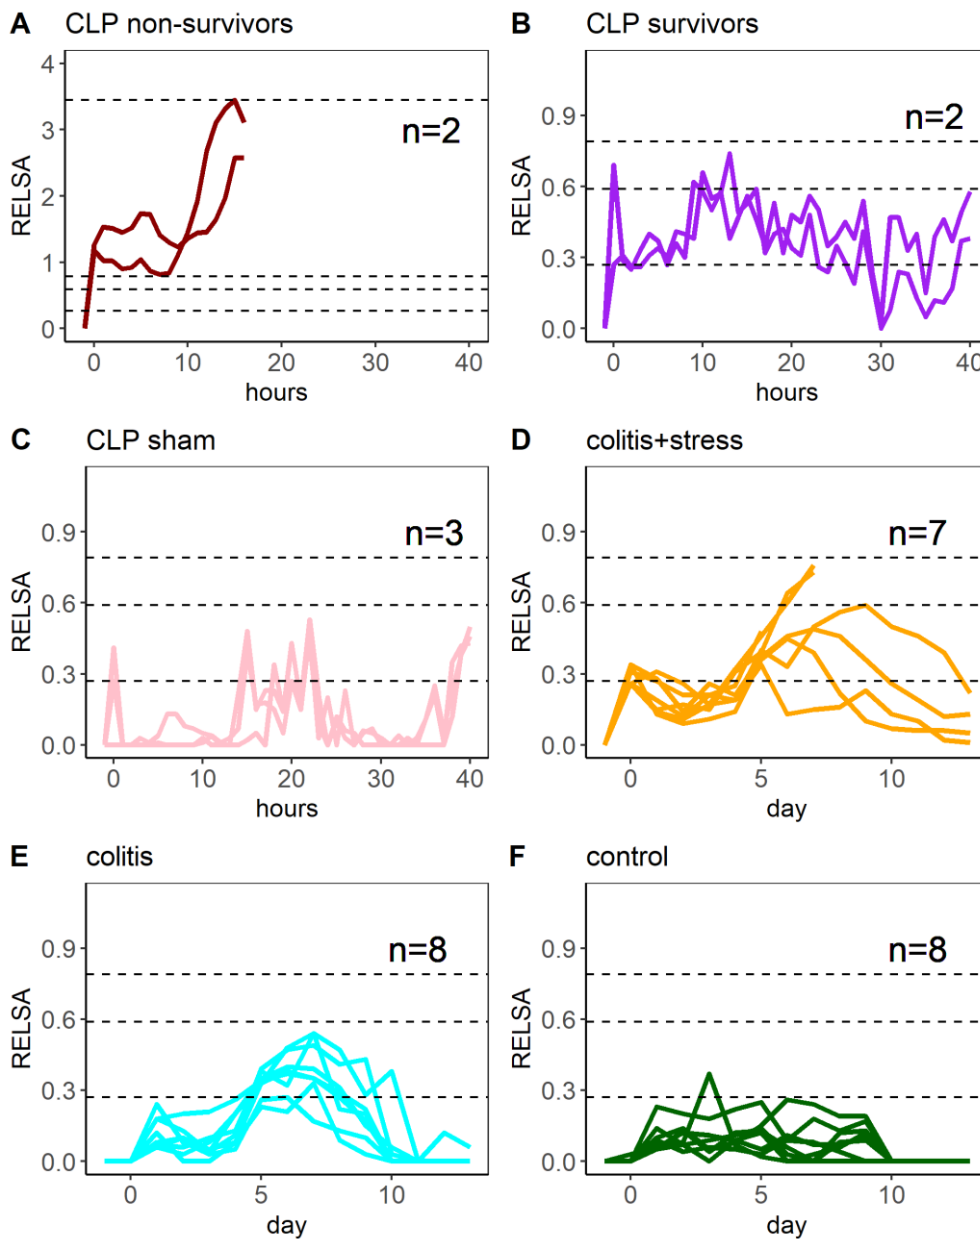 A CLP non-survivors
4
3
2
1
0
RELSA
n=2
0 10 20 30 40
hours
B CLP survivors
0.9
0.6
0.3
0.0
RELSA
n=2
0 10 20 30 40
hours
C CLP sham
0.9
0.6
0.3
0.0
RELSA
n=3
0 10 20 30 40
hours
D colitis+stress
0.9
0.6
0.3
0.0
RELSA
n=7
0 5 10
day
E colitis
0.9
0.6
0.3
0.0
RELSA
n=8
0 5 10
day
F control
0.9
0.6
0.3
0.0
RELSA
n=8
0 5 10
day